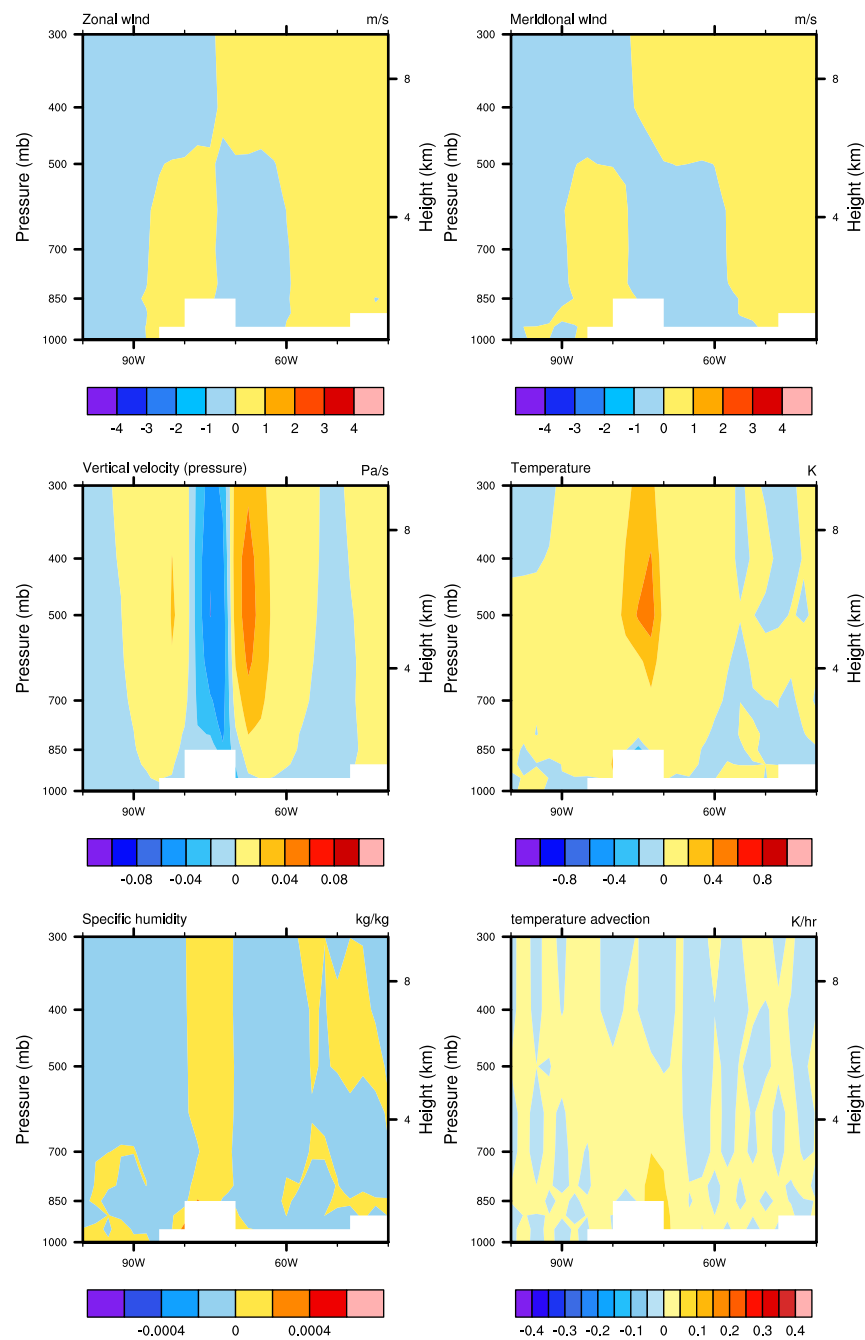 Zonal wind m/s
300
400
500
700
850
1000
Pressure (mb)
8
4
Height (km)
90W 60W
-4 -3 -2 -1 0 1 2 3 4
Meridional wind m/s
300
400
500
700
850
1000
Pressure (mb)
8
4
Height (km)
90W 60W
-4 -3 -2 -1 0 1 2 3 4
Vertical velocity (pressure) Pa/s
300
400
500
700
850
1000
Pressure (mb)
8
4
Height (km)
90W 60W
-0.08 -0.04 0 0.04 0.08
Temperature K
300
400
500
700
850
1000
Pressure (mb)
8
4
Height (km)
90W 60W
-0.8 -0.4 0 0.4 0.8
Specific humidity kg/kg
300
400
500
700
850
1000
Pressure (mb)
8
4
Height (km)
90W 60W
-0.0004 0 0.0004
temperature advection K/hr
300
400
500
700
850
1000
Pressure (mb)
8
4
Height (km)
90W 60W
-0.4 -0.3 -0.2 -0.1 0 0.1 0.2 0.3 0.4